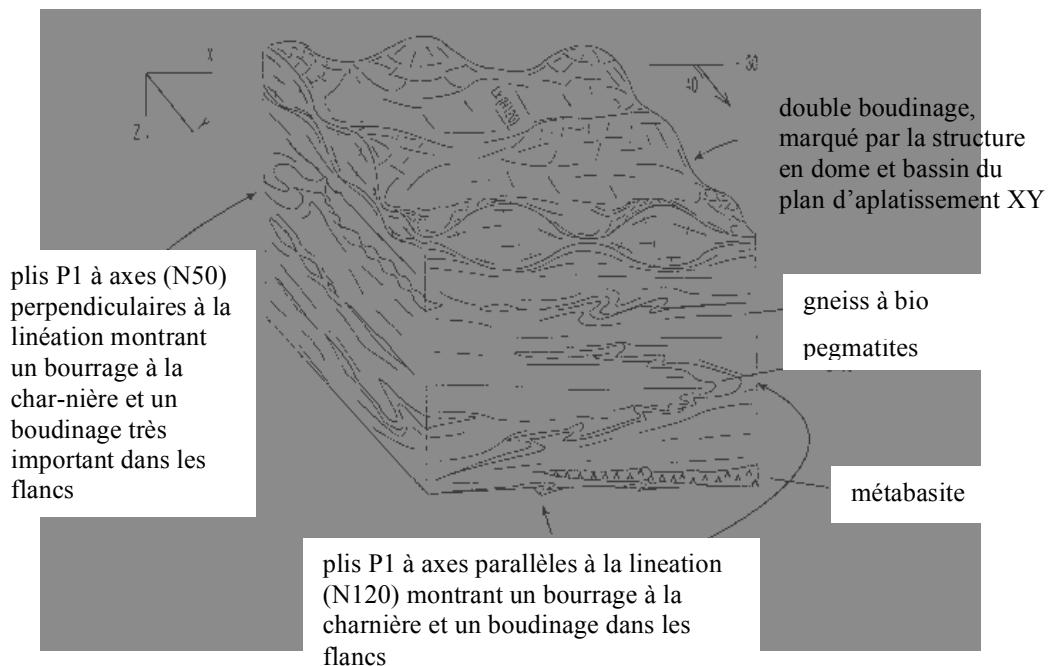 X
Z
Y
40
double boudinage,
marqué par la structure
en dome et bassin du
plan d'aplatissement XY
plis P1 à axes (N50)
perpendiculaires à la
linéation montrant
un bourrage à la
char-nière et un
boudinage très
important dans les
flancs
gneiss à bio
pegmatites
métabasite
plis P1 à axes parallèles à la lineation
(N120) montrant un bourrage à la
charnière et un boudinage dans les
flancs